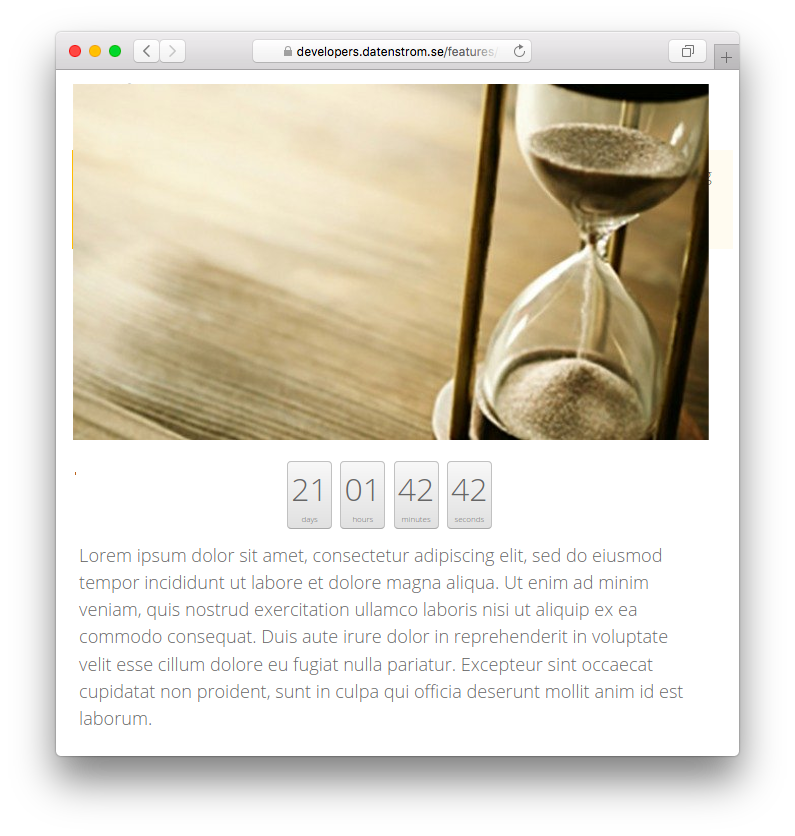 developers.datenstrom.se/features/
21 01 42 42
days hours minutes seconds
Lorem ipsum dolor sit amet, consectetur adipiscing elit, sed do eiusmod
tempor incididunt ut labore et dolore magna aliqua. Ut enim ad minim
veniam, quis nostrud exercitation ullamco laboris nisi ut aliquip ex ea
commodo consequat. Duis aute irure dolor in reprehenderit in voluptate
velit esse cillum dolore eu fugiat nulla pariatur. Excepteur sint occaecat
cupidatat non proident, sunt in culpa qui officia deserunt mollit anim id est
laborum.